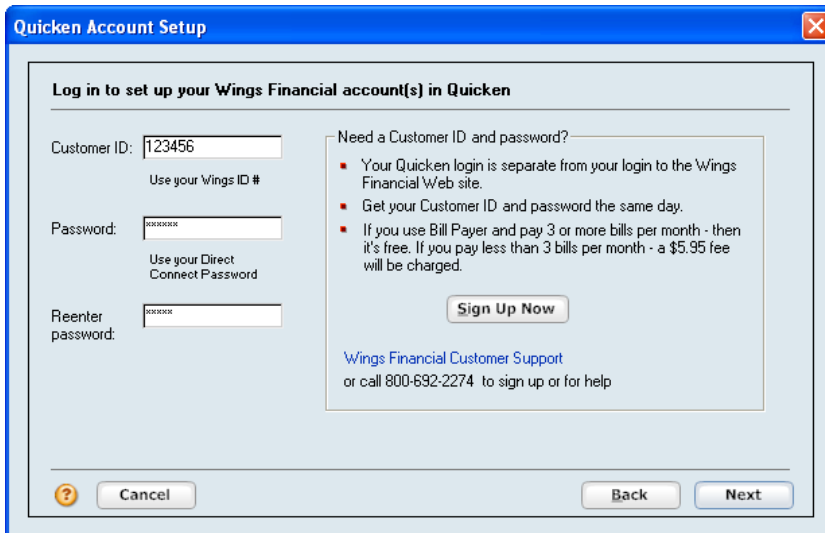 Quicken Account Setup
Log in to set up your Wings Financial account(s) in Quicken
Customer ID: 123456
Use your Wings ID #
Password: xxxxxx
Use your Direct
Connect Password
Reenter
password: xxxxx
Need a Customer ID and password?
Your Quicken login is separate from your login to the Wings
Financial Web site.
Get your Customer ID and password the same day.
If you use Bill Payer and pay 3 or more bills per month - then
it's free. If you pay less than 3 bills per month - a $5.95 fee
will be charged.
Sign Up Now
Wings Financial Customer Support
or call 800-692-2274 to sign up or for help
? Cancel Back Next